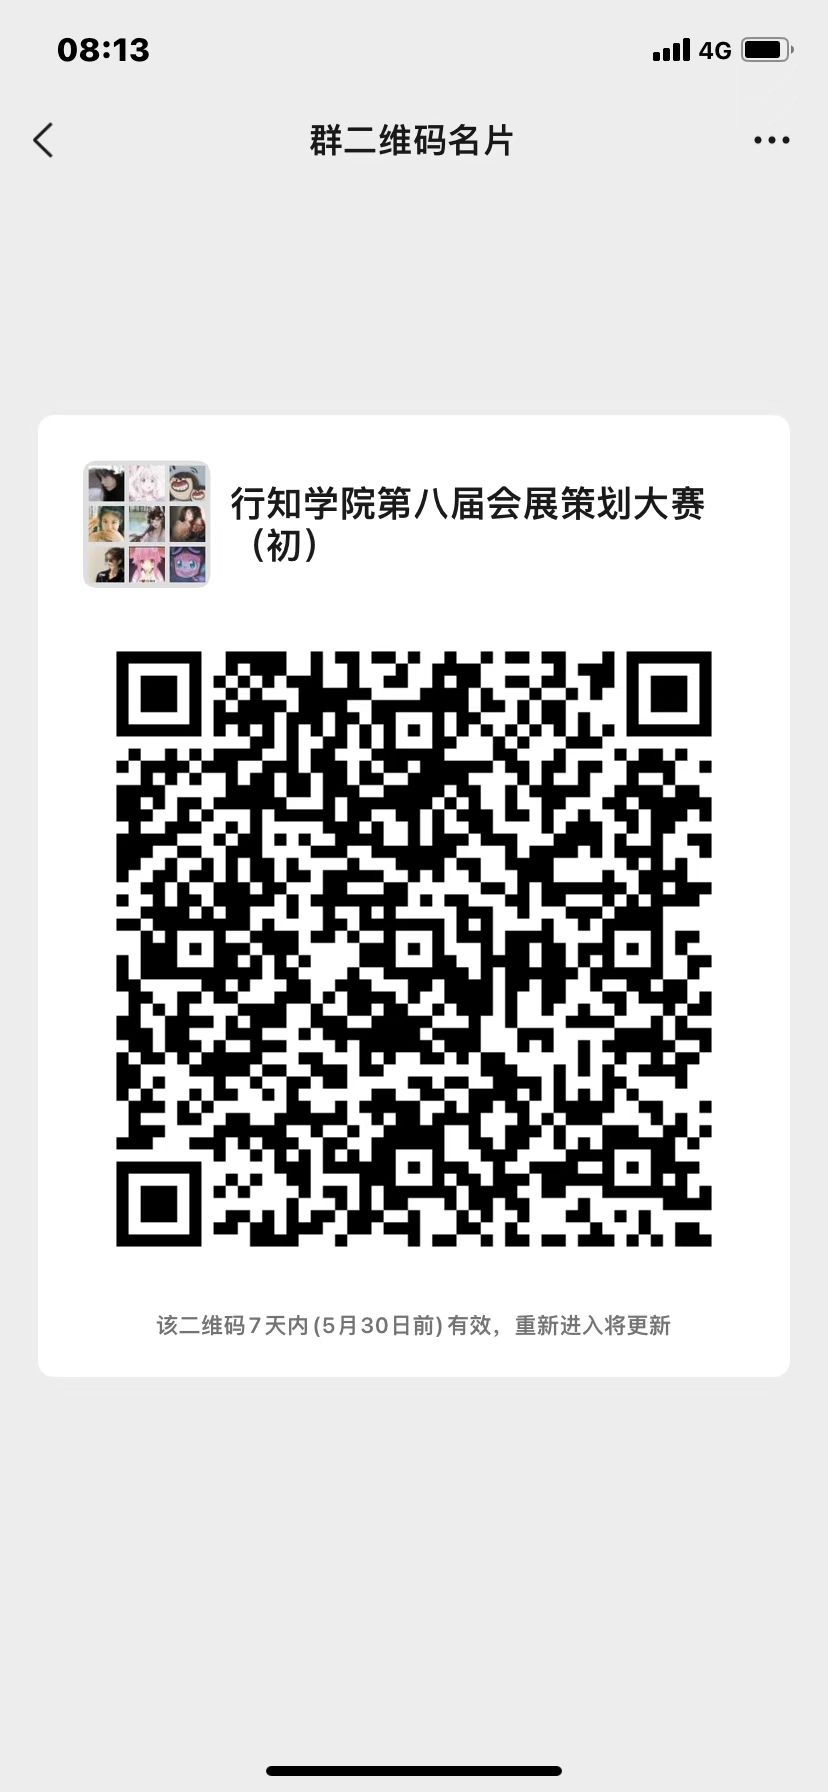 08:13
4G
群二维码名片
行知学院第八届会展策划大赛
（初）
该二维码7天内(5月30日前)有效，重新进入将更新